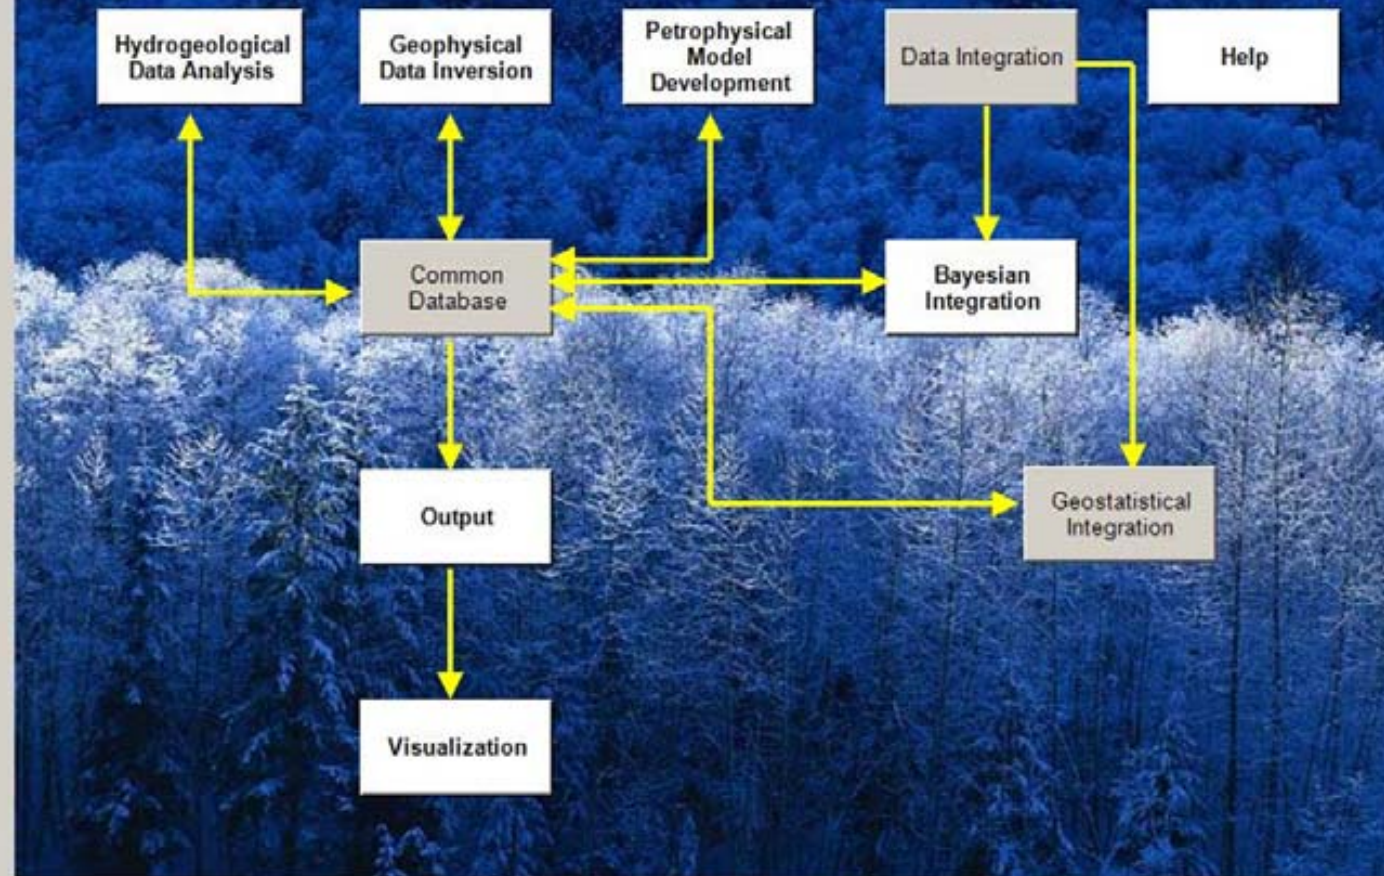 Hydrogeological
Data Analysis
Geophysical
Data Inversion
Petrophysical
Model
Development
Data Integration
Help
Common
Database
Bayesian
Integration
Output
Geostatistical
Integration
Visualization